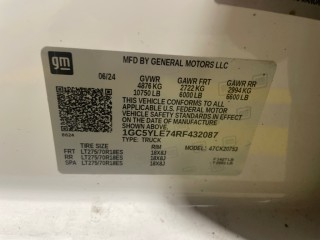 gm
MFD BY GENERAL MOTORS LLC
06/24 GVWR GAWR FRT GAWR RR
4876 KG 2722 KG 2994 KG
10750 LB 6000 LB 6600 LB
THIS VEHICLE CONFORMS TO ALL
APPLICABLE U.S. FEDERAL MOTOR
VEHICLE SAFETY STANDARDS IN
EFFECT ON THE DATE OF
MANUFACTURE SHOWN ABOVE.
1GC5YLE74RF432087
TYPE: TRUCK
TIRE SIZE RIM
FRT LT275/70R18E5 18X8J
RR LT275/70R18E5 18X8J
SPA LT275/70R18E5 18X8J